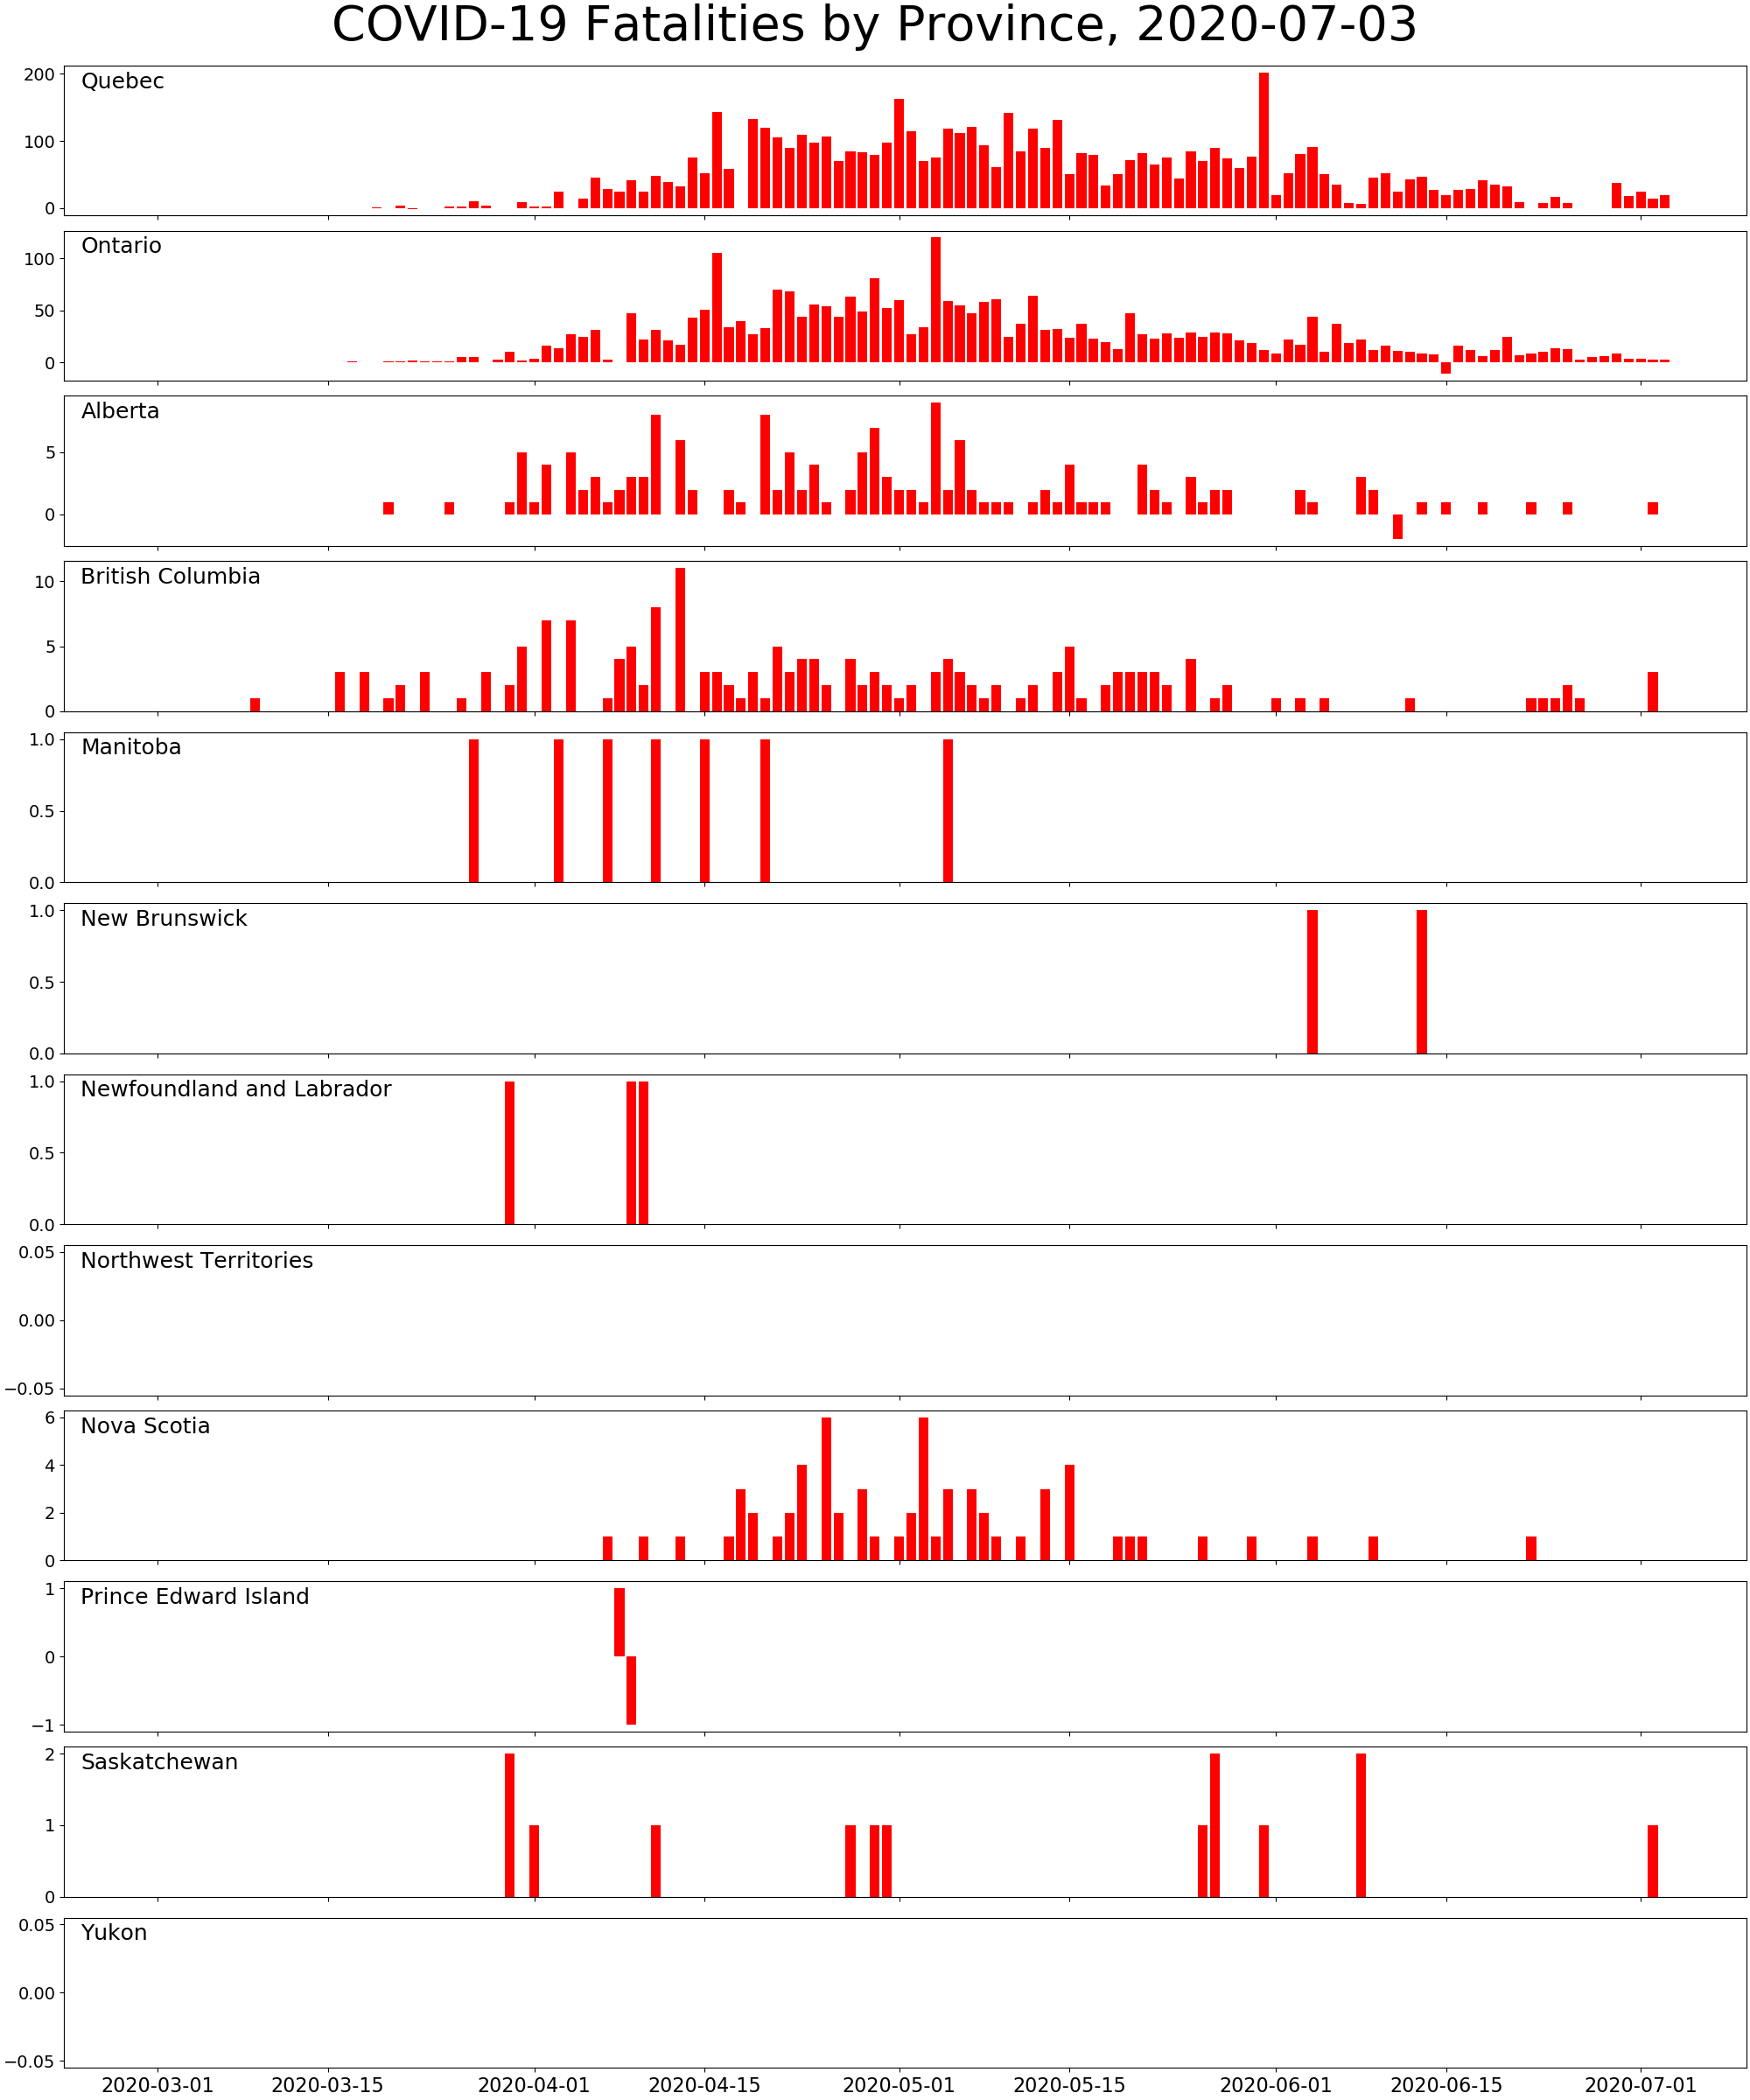 COVID-19 Fatalities by Province, 2020-07-03
Quebec
200
100
0
Ontario
100
50
0
Alberta
5
0
British Columbia
10
5
0
Manitoba
1.0
0.5
0.0
New Brunswick
1.0
0.5
0.0
Newfoundland and Labrador
1.0
0.5
0.0
Northwest Territories
0.05
0.00
−0.05
Nova Scotia
6
4
2
0
Prince Edward Island
1
0
−1
Saskatchewan
2
1
0
Yukon
0.05
0.00
−0.05
2020-03-01 2020-03-15 2020-04-01 2020-04-15 2020-05-01 2020-05-15 2020-06-01 2020-06-15 2020-07-01